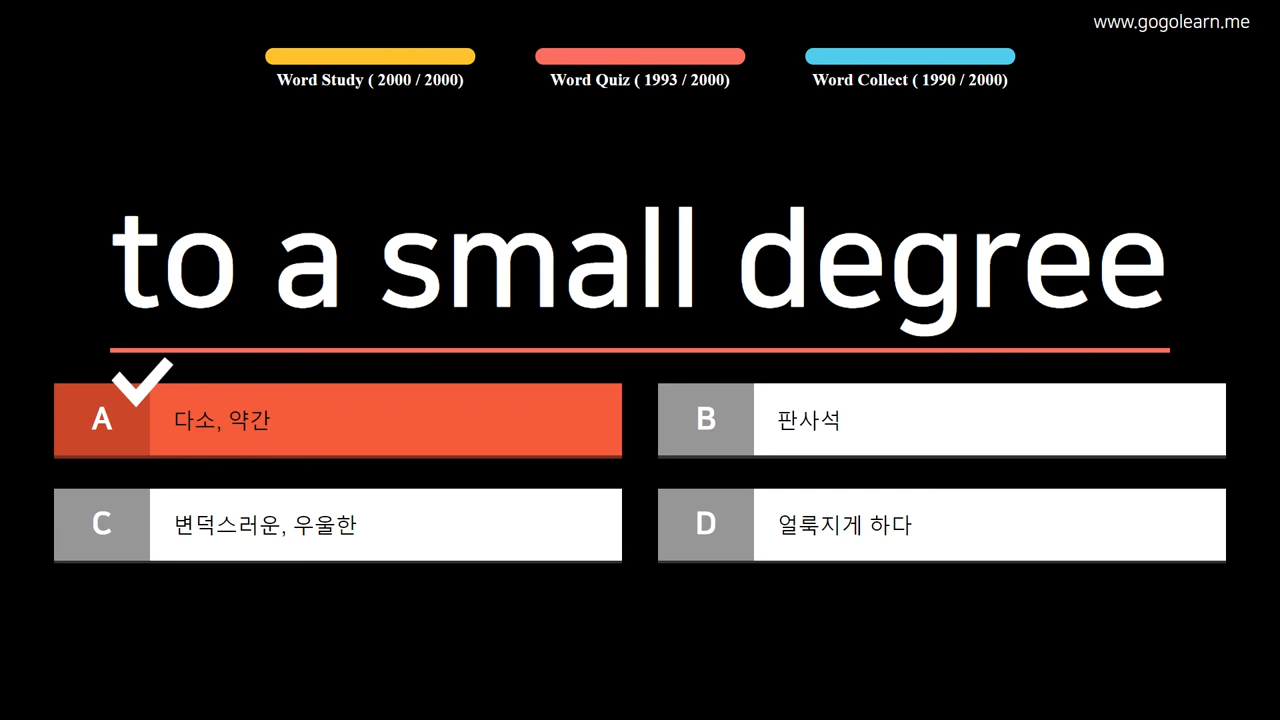 www.gogolearn.me
Word Study ( 2000 / 2000)
Word Quiz ( 1993 / 2000)
Word Collect ( 1990 / 2000)
to a small degree
A 다소, 약간
B 판사석
C 변덕스러운, 우울한
D 얼룩지게 하다